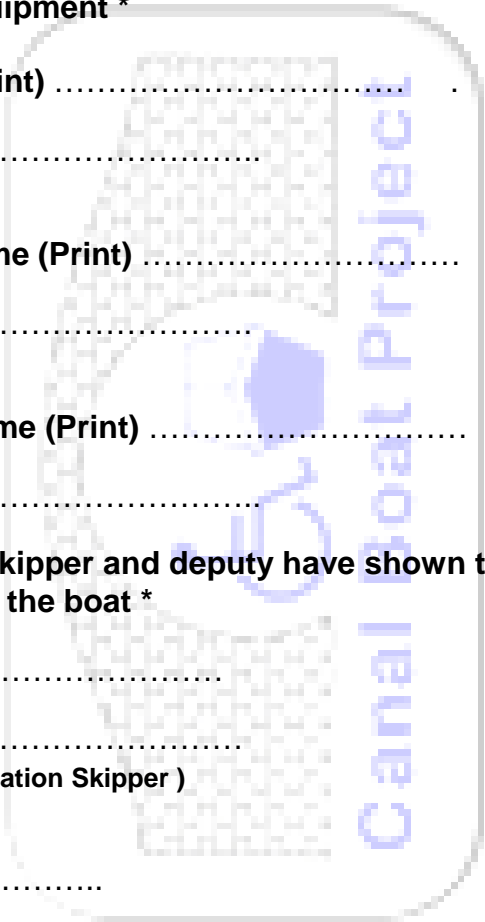 uipment *
int) ……………………………… .
………………………..
me (Print) ……………………………
……………………….
me (Print) ……………………………
………………………..
kipper and deputy have shown t
the boat *
…………………….
………………………
ation Skipper )
………..
Canal Boat Project